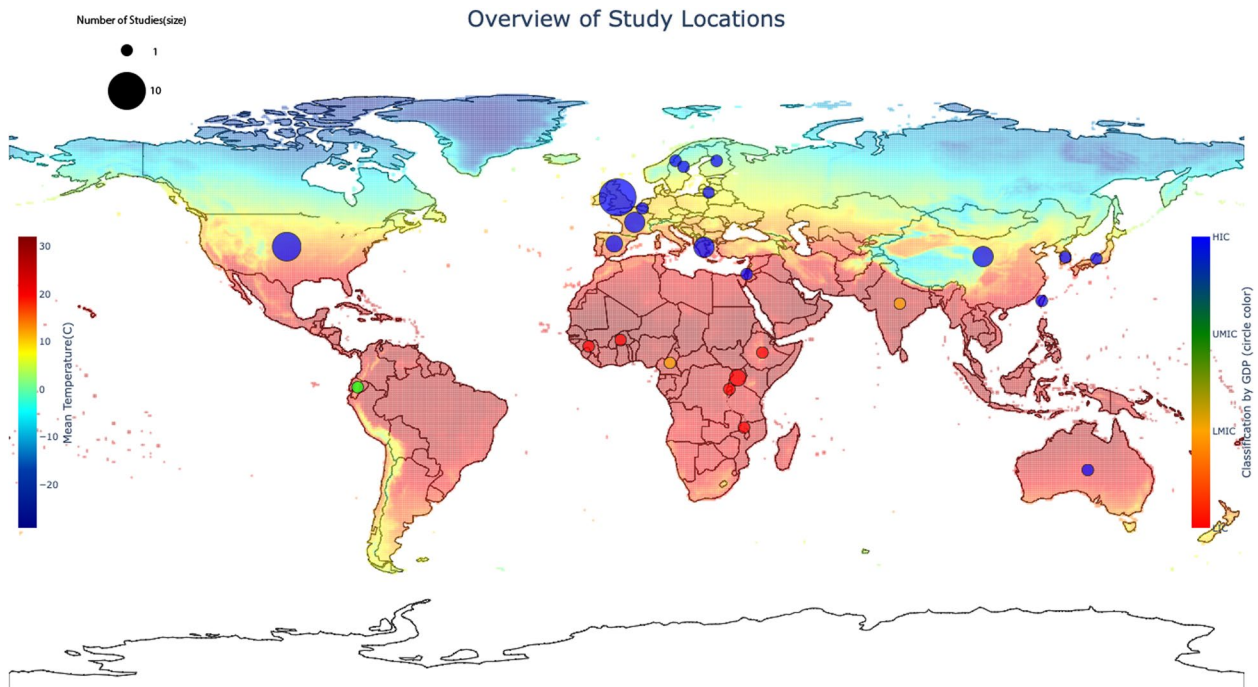 Overview of Study Locations
Number of Studies(size)
1
10
30
20
10
0
−10
−20
Mean Temperature(C)
HIC
UMIC
LMIC
Classification by GDP (circle color)